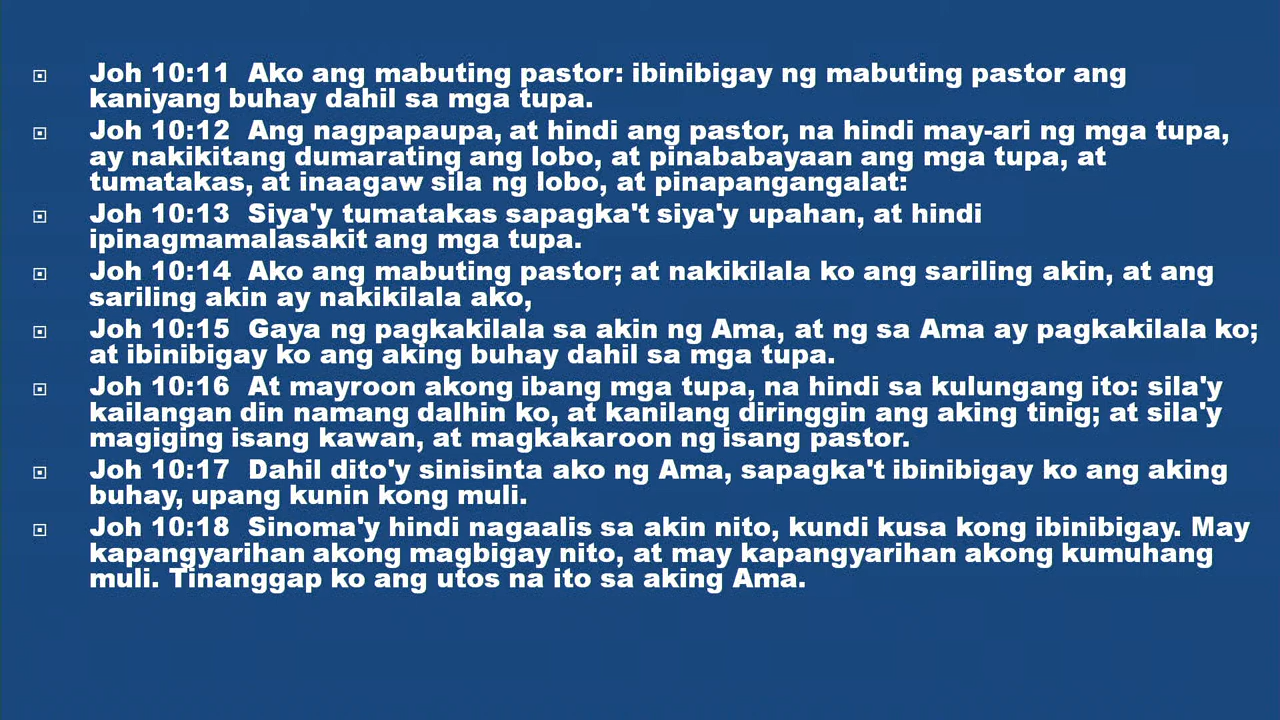 Joh 10:11  Ako ang mabuting pastor: ibinibigay ng mabuting pastor ang
kaniyang buhay dahil sa mga tupa.
Joh 10:12  Ang nagpapaupa, at hindi ang pastor, na hindi may-ari ng mga tupa,
ay nakikitang dumarating ang lobo, at pinababayaan ang mga tupa, at
tumatakas, at inaagaw sila ng lobo, at pinapangangalat:
Joh 10:13  Siya'y tumatakas sapagka't siya'y upahan, at hindi
ipinagmamalasakit ang mga tupa.
Joh 10:14  Ako ang mabuting pastor; at nakikilala ko ang sariling akin, at ang
sariling akin ay nakikilala ako,
Joh 10:15  Gaya ng pagkakilala sa akin ng Ama, at ng sa Ama ay pagkakilala ko;
at ibinibigay ko ang aking buhay dahil sa mga tupa.
Joh 10:16  At mayroon akong ibang mga tupa, na hindi sa kulungang ito: sila'y
kailangan din namang dalhin ko, at kanilang diringgin ang aking tinig; at sila'y
magiging isang kawan, at magkakaroon ng isang pastor.
Joh 10:17  Dahil dito'y sinisinta ako ng Ama, sapagka't ibinibigay ko ang aking
buhay, upang kunin kong muli.
Joh 10:18  Sinoma'y hindi nagaalis sa akin nito, kundi kusa kong ibinibigay. May
kapangyarihan akong magbigay nito, at may kapangyarihan akong kumuhang
muli. Tinanggap ko ang utos na ito sa aking Ama.